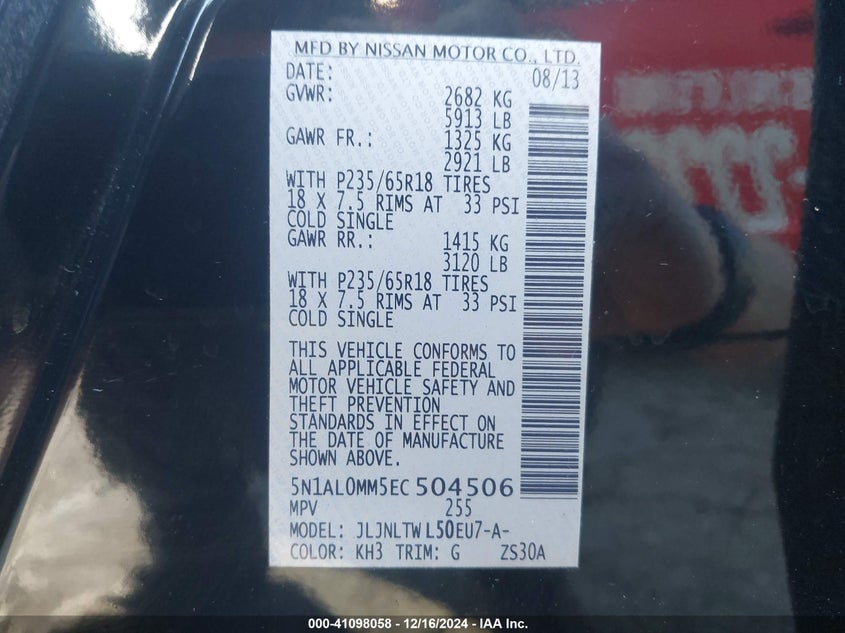 MFD BY NISSAN MOTOR CO., LTD.
DATE: 08/13
GVWR: 2682 KG
5913 LB
GAWR FR.: 1325 KG
2921 LB
WITH P235/65R18 TIRES
18 X 7.5 RIMS AT 33 PSI
COLD SINGLE
GAWR RR.: 1415 KG
3120 LB
WITH P235/65R18 TIRES
18 X 7.5 RIMS AT 33 PSI
COLD SINGLE
THIS VEHICLE CONFORMS TO
ALL APPLICABLE FEDERAL
MOTOR VEHICLE SAFETY AND
THEFT PREVENTION
STANDARDS IN EFFECT ON
THE DATE OF MANUFACTURE
SHOWN ABOVE.
5N1AL0MM5EC504506
MPV 255
MODEL: JLJNLTWL50EU7-A-
COLOR: KH3 TRIM: G ZS30A
000-41098058 - 12/16/2024 - IAA Inc.